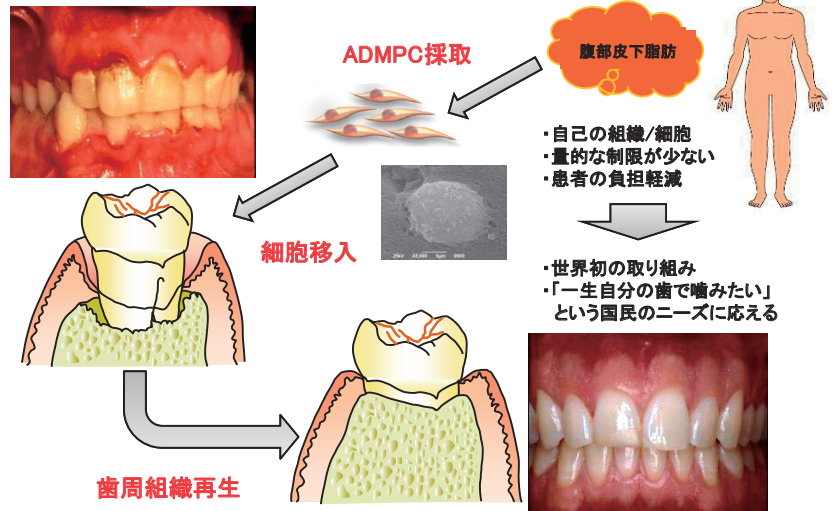 腹部皮下脂肪
ADMPC採取
・自己の組織/細胞
・量的な制限が少ない
・患者の負担軽減
細胞移入
・世界初の取り組み
・「一生自分の歯で噛みたい」
という国民のニーズに応える
歯周組織再生